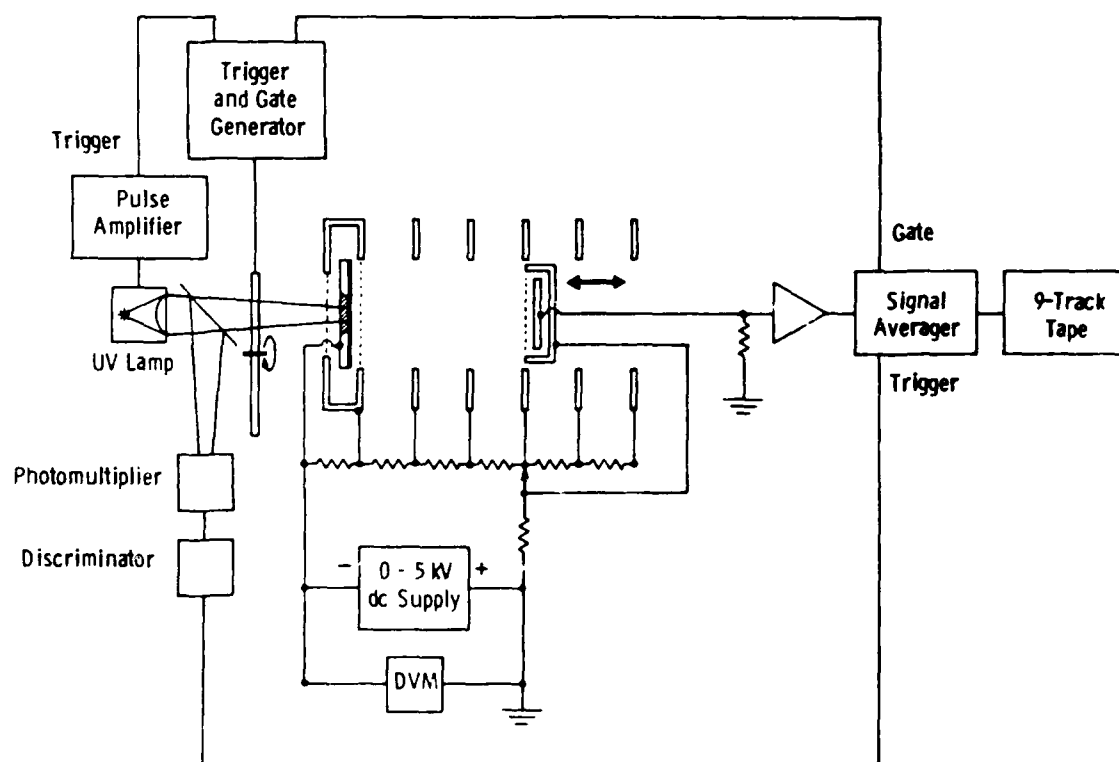 Trigger
and Gate
Generator
Trigger
Pulse
Amplifier
UV Lamp
Gate
Signal
Averager
9-Track
Tape
Trigger
Photomultiplier
Discriminator
− 0 - 5 kV +
dc Supply
DVM